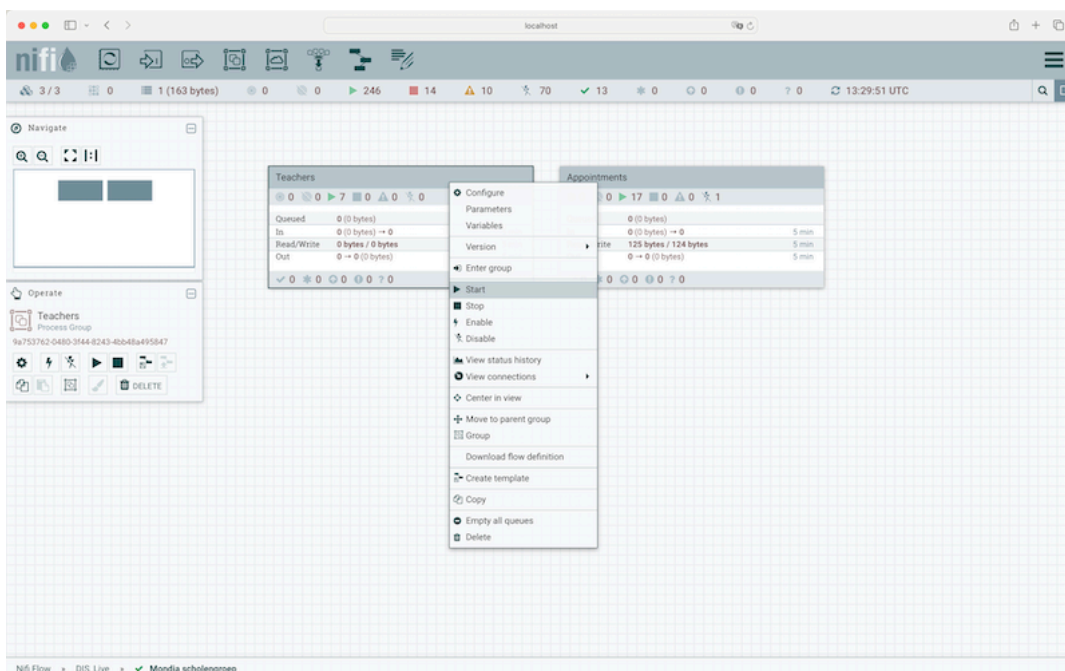 localhost
nifi
3 / 3 0 1 (163 bytes) 0 0 246 14 10 70 13 0 0 0 ? 0 13:29:51 UTC
Navigate
Operate
Teachers
Process Group
9a753762-0480-3f44-8243-4bb48a495847
DELETE
Teachers
0 0 7 0 0 0
Queued 0 (0 bytes)
In 0 (0 bytes) → 0
Read/Write 0 bytes / 0 bytes
Out 0 → 0 (0 bytes)
0 0 0 0 ? 0
Appointments
0 17 0 0 1
0 (0 bytes)
0 (0 bytes) → 0 5 min
125 bytes / 124 bytes 5 min
0 → 0 (0 bytes) 5 min
0 0 0 ? 0
Configure
Parameters
Variables
Version
Enter group
Start
Stop
Enable
Disable
View status history
View connections
Center in view
Move to parent group
Group
Download flow definition
Create template
Copy
Empty all queues
Delete
Nifi Flow » DIS_Live » Mondia scholengroep